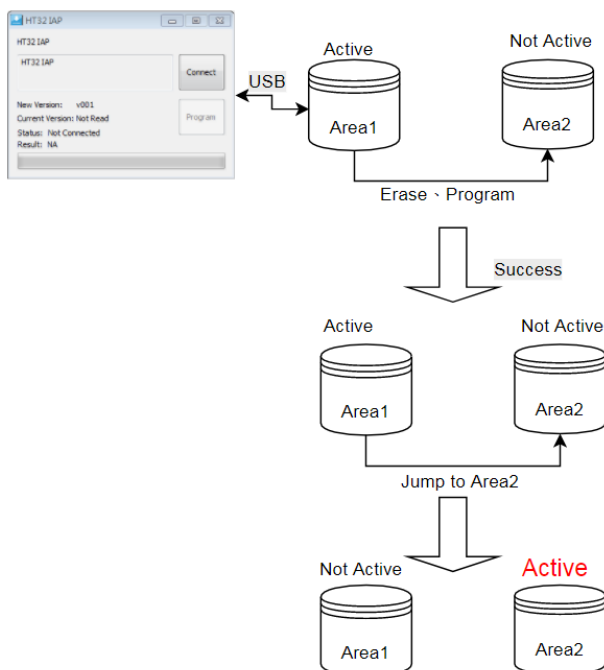 HT32 IAP
HT32 IAP
HT32 IAP
Connect
New Version: v001
Current Version: Not Read
Program
Status: Not Connected
Result: NA
USB
Active
Not Active
Area1
Area2
Erase、Program
Success
Active
Not Active
Area1
Area2
Jump to Area2
Not Active
Active
Area1
Area2